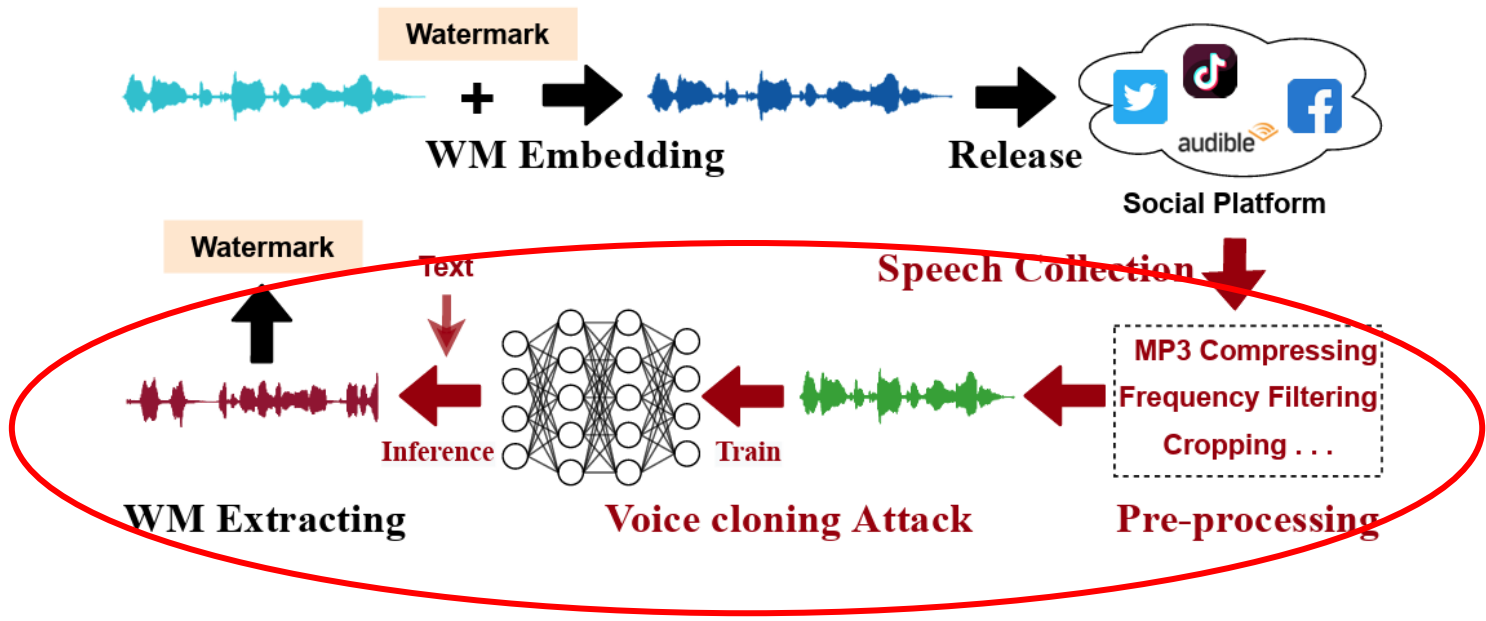 Watermark
+
WM Embedding
Release
audible
Social Platform
Watermark
Text
Speech Collection
MP3 Compressing
Frequency Filtering
Cropping . . .
Inference
Train
WM Extracting
Voice cloning Attack
Pre-processing